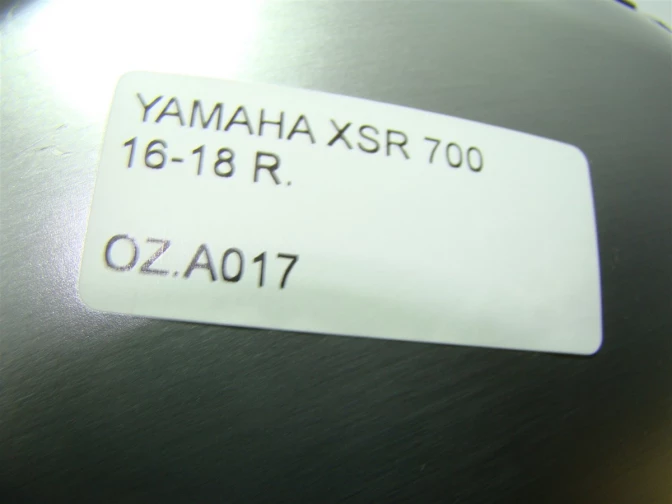 YAMAHA XSR 700
16-18 R.
OZ.A017